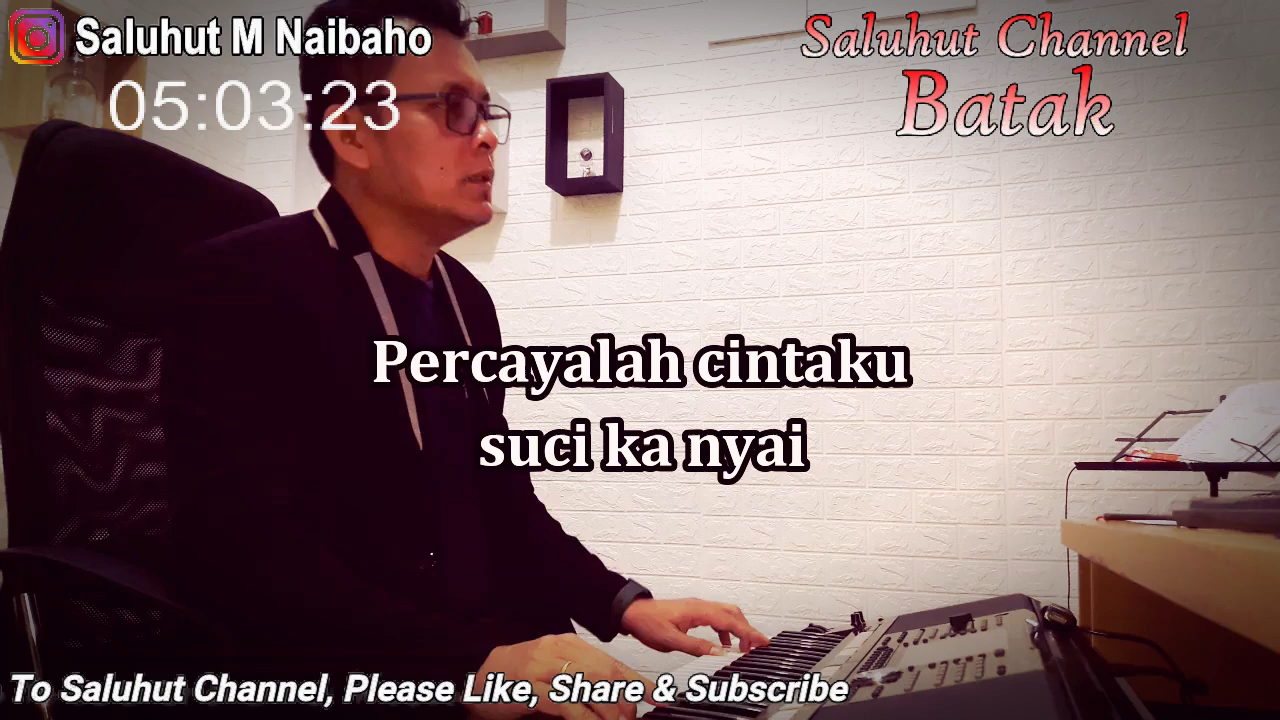 Saluhut M Naibaho
05:03:23
Saluhut Channel
Batak
Percayalah cintaku
suci ka nyai
To Saluhut Channel, Please Like, Share & Subscribe